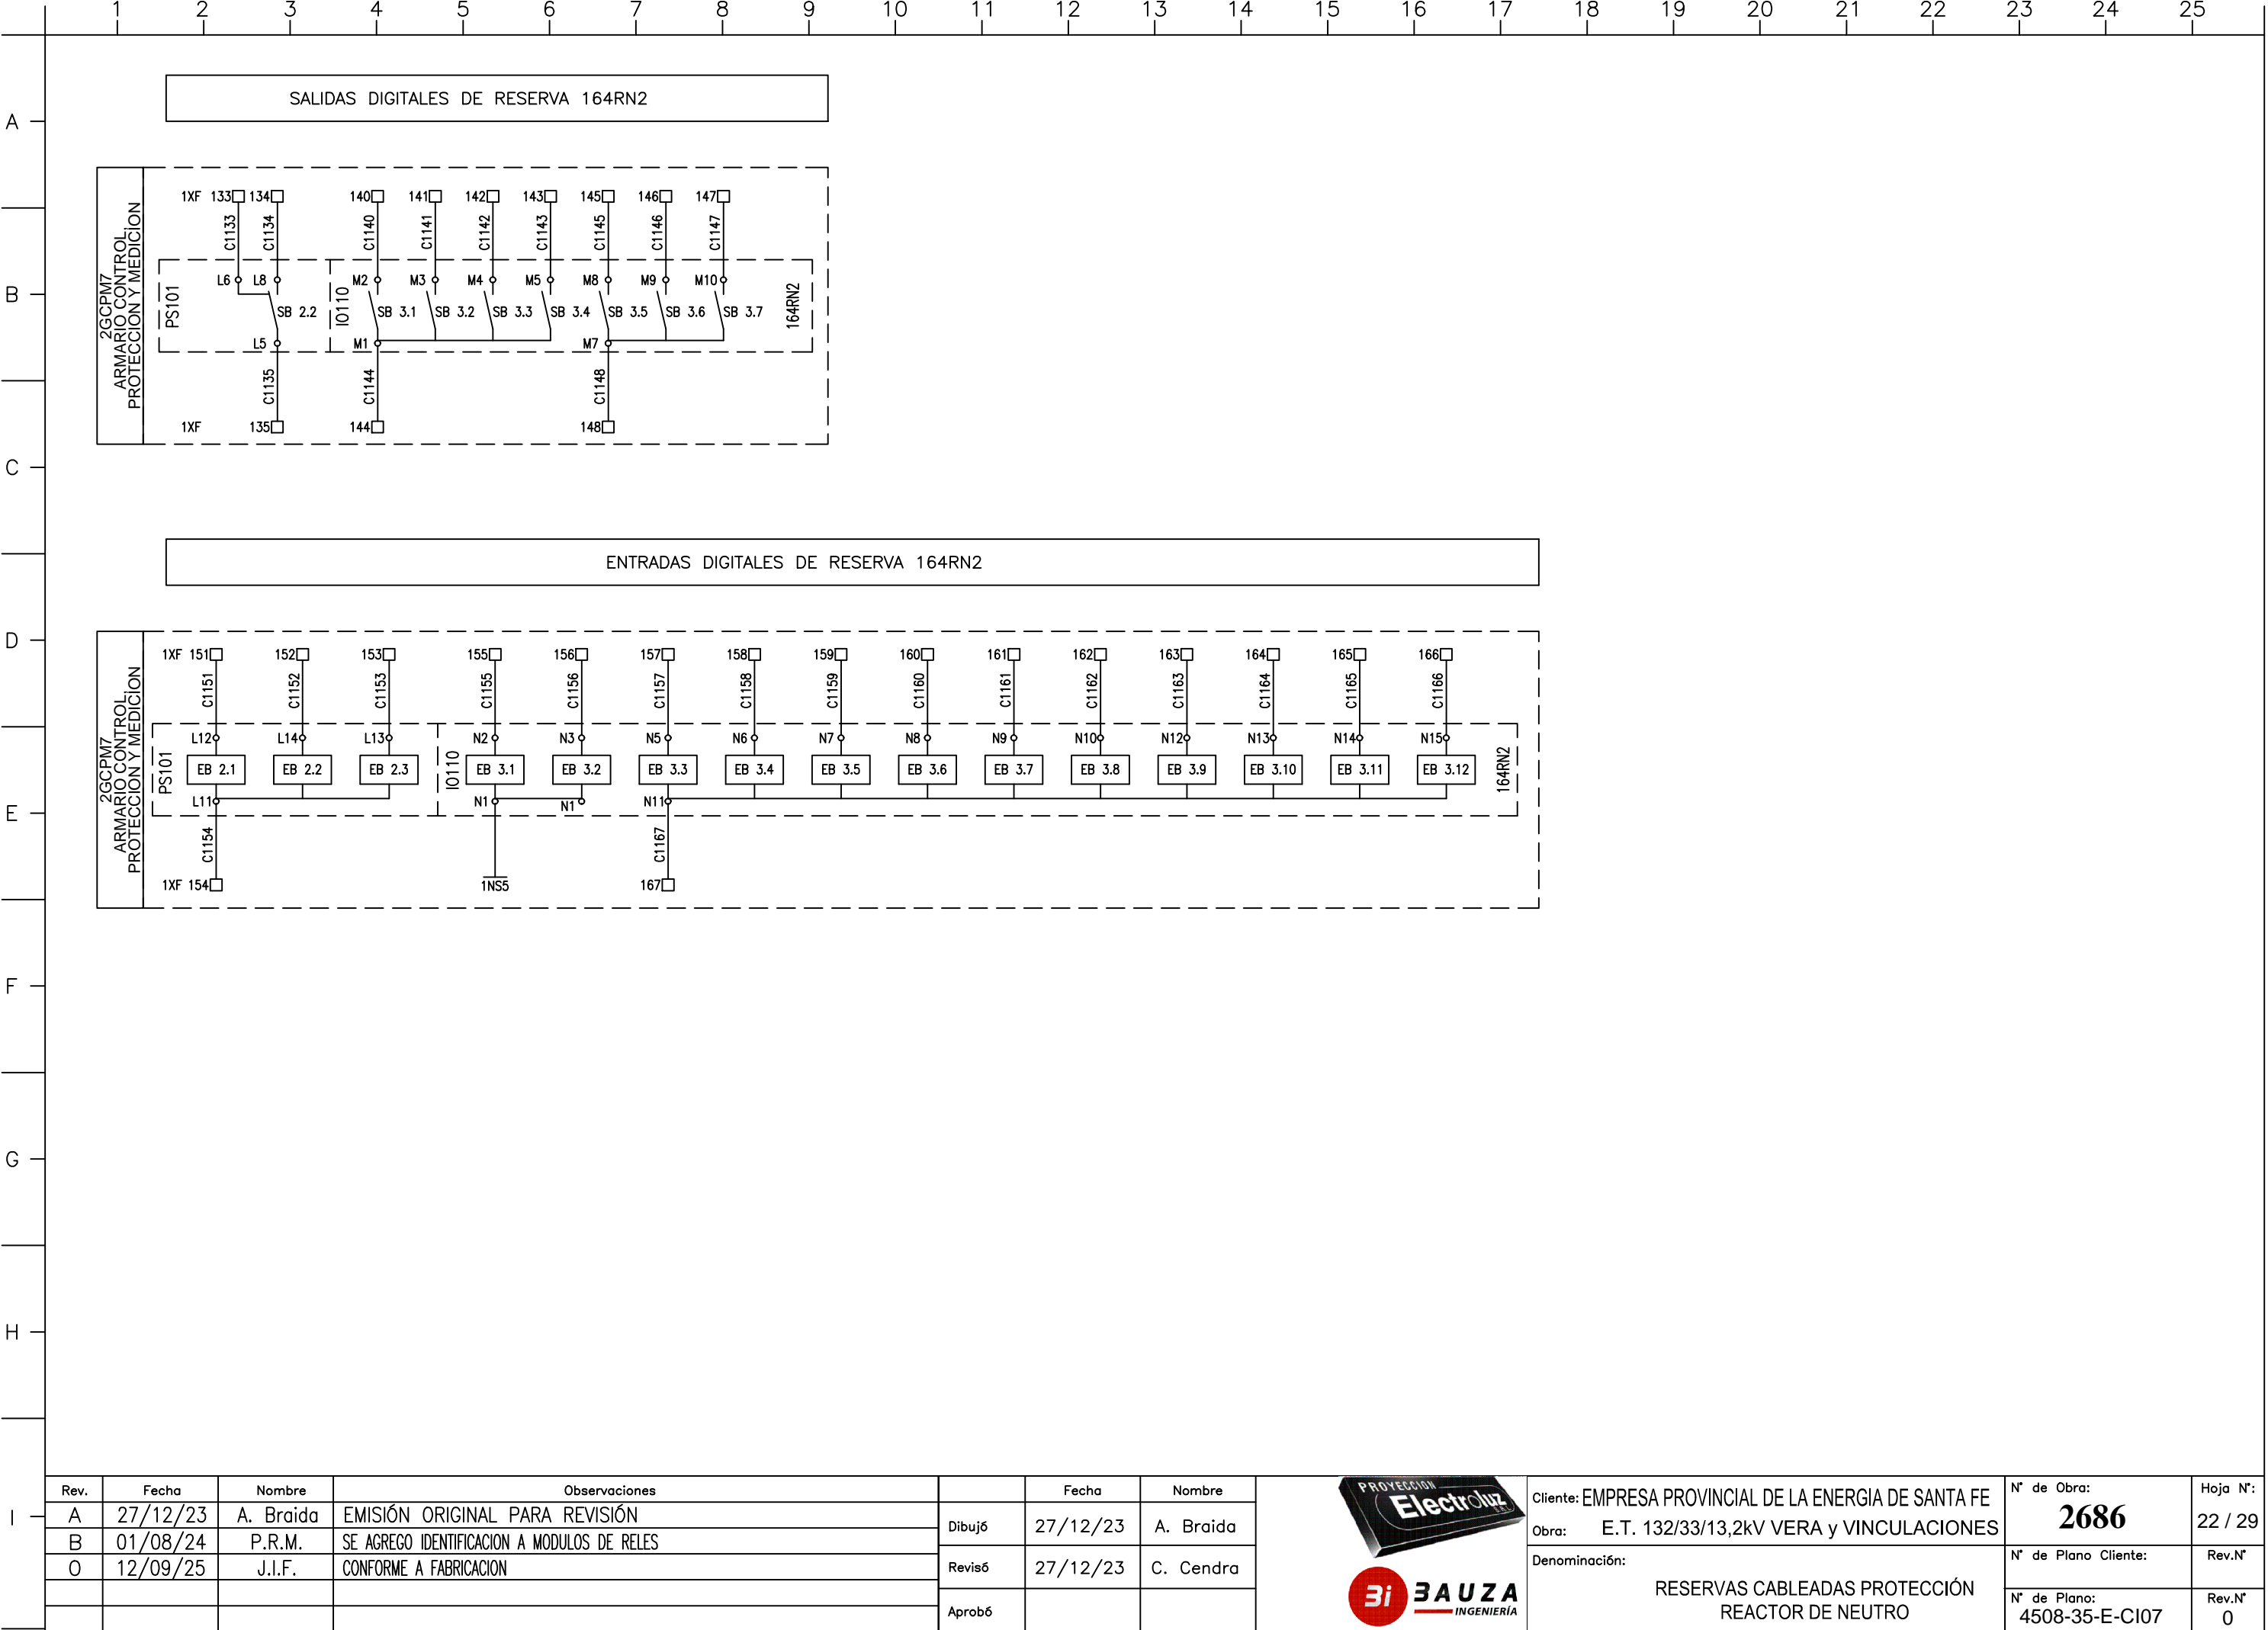 1 2 3 4 5 6 7 8 9 10 11 12 13 14 15 16 17 18 19 20 21 22 23 24 25
A
B
C
D
E
F
G
H
I
SALIDAS DIGITALES DE RESERVA 164RN2
2GCPM7
ARMARIO CONTROL,
PROTECCION Y MEDICION
1XF 133 134 140 141 142 143 145 146 147
C1133 C1134 C1140 C1141 C1142 C1143 C1145 C1146 C1147
PS101
L6 L8
IO110
M2 M3 M4 M5 M8 M9 M10
SB 2.2 SB 3.1 SB 3.2 SB 3.3 SB 3.4 SB 3.5 SB 3.6 SB 3.7
164RN2
L5 M1 M7
C1135 C1144 C1148
1XF 135 144 148
ENTRADAS DIGITALES DE RESERVA 164RN2
2GCPM7
ARMARIO CONTROL,
PROTECCION Y MEDICION
1XF 151 152 153 155 156 157 158 159 160 161 162 163 164 165 166
C1151 C1152 C1153 C1155 C1156 C1157 C1158 C1159 C1160 C1161 C1162 C1163 C1164 C1165 C1166
PS101
IO110
L12 L14 L13 N2 N3 N5 N6 N7 N8 N9 N10 N12 N13 N14 N15
EB 2.1 EB 2.2 EB 2.3 EB 3.1 EB 3.2 EB 3.3 EB 3.4 EB 3.5 EB 3.6 EB 3.7 EB 3.8 EB 3.9 EB 3.10 EB 3.11 EB 3.12
164RN2
L11 N1 N1 N11
C1154 C1167
1XF 154 1NS5 167
Rev. Fecha Nombre Observaciones
A 27/12/23 A. Braida EMISIÓN ORIGINAL PARA REVISIÓN
B 01/08/24 P.R.M. SE AGREGO IDENTIFICACION A MODULOS DE RELES
0 12/09/25 J.I.F. CONFORME A FABRICACION
Fecha Nombre
Dibujó 27/12/23 A. Braida
Revisó 27/12/23 C. Cendra
Aprobó
PROYECCION
Electroluz
S.R.L.
3i BAUZA
INGENIERÍA
Cliente: EMPRESA PROVINCIAL DE LA ENERGIA DE SANTA FE
Obra: E.T. 132/33/13,2kV VERA y VINCULACIONES
Denominación:
RESERVAS CABLEADAS PROTECCIÓN
REACTOR DE NEUTRO
N° de Obra:
2686
Hoja N°:
22 / 29
N° de Plano Cliente:
Rev.N°
N° de Plano:
4508-35-E-CI07
Rev.N°
0